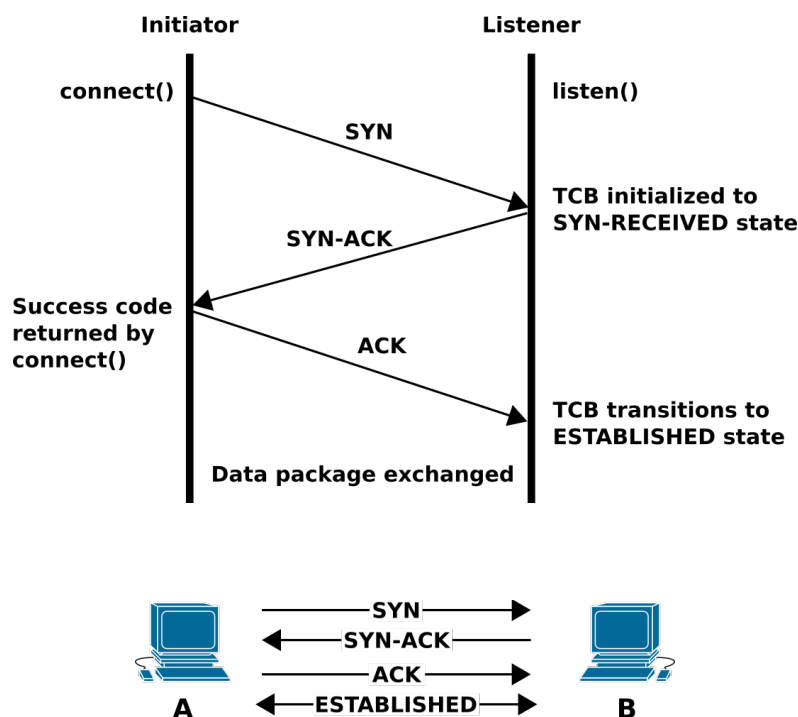 Initiator
Listener
connect()
listen()
SYN
TCB initialized to
SYN-RECEIVED state
SYN-ACK
Success code
returned by
connect()
ACK
TCB transitions to
ESTABLISHED state
Data package exchanged
SYN
SYN-ACK
ACK
ESTABLISHED
A
B